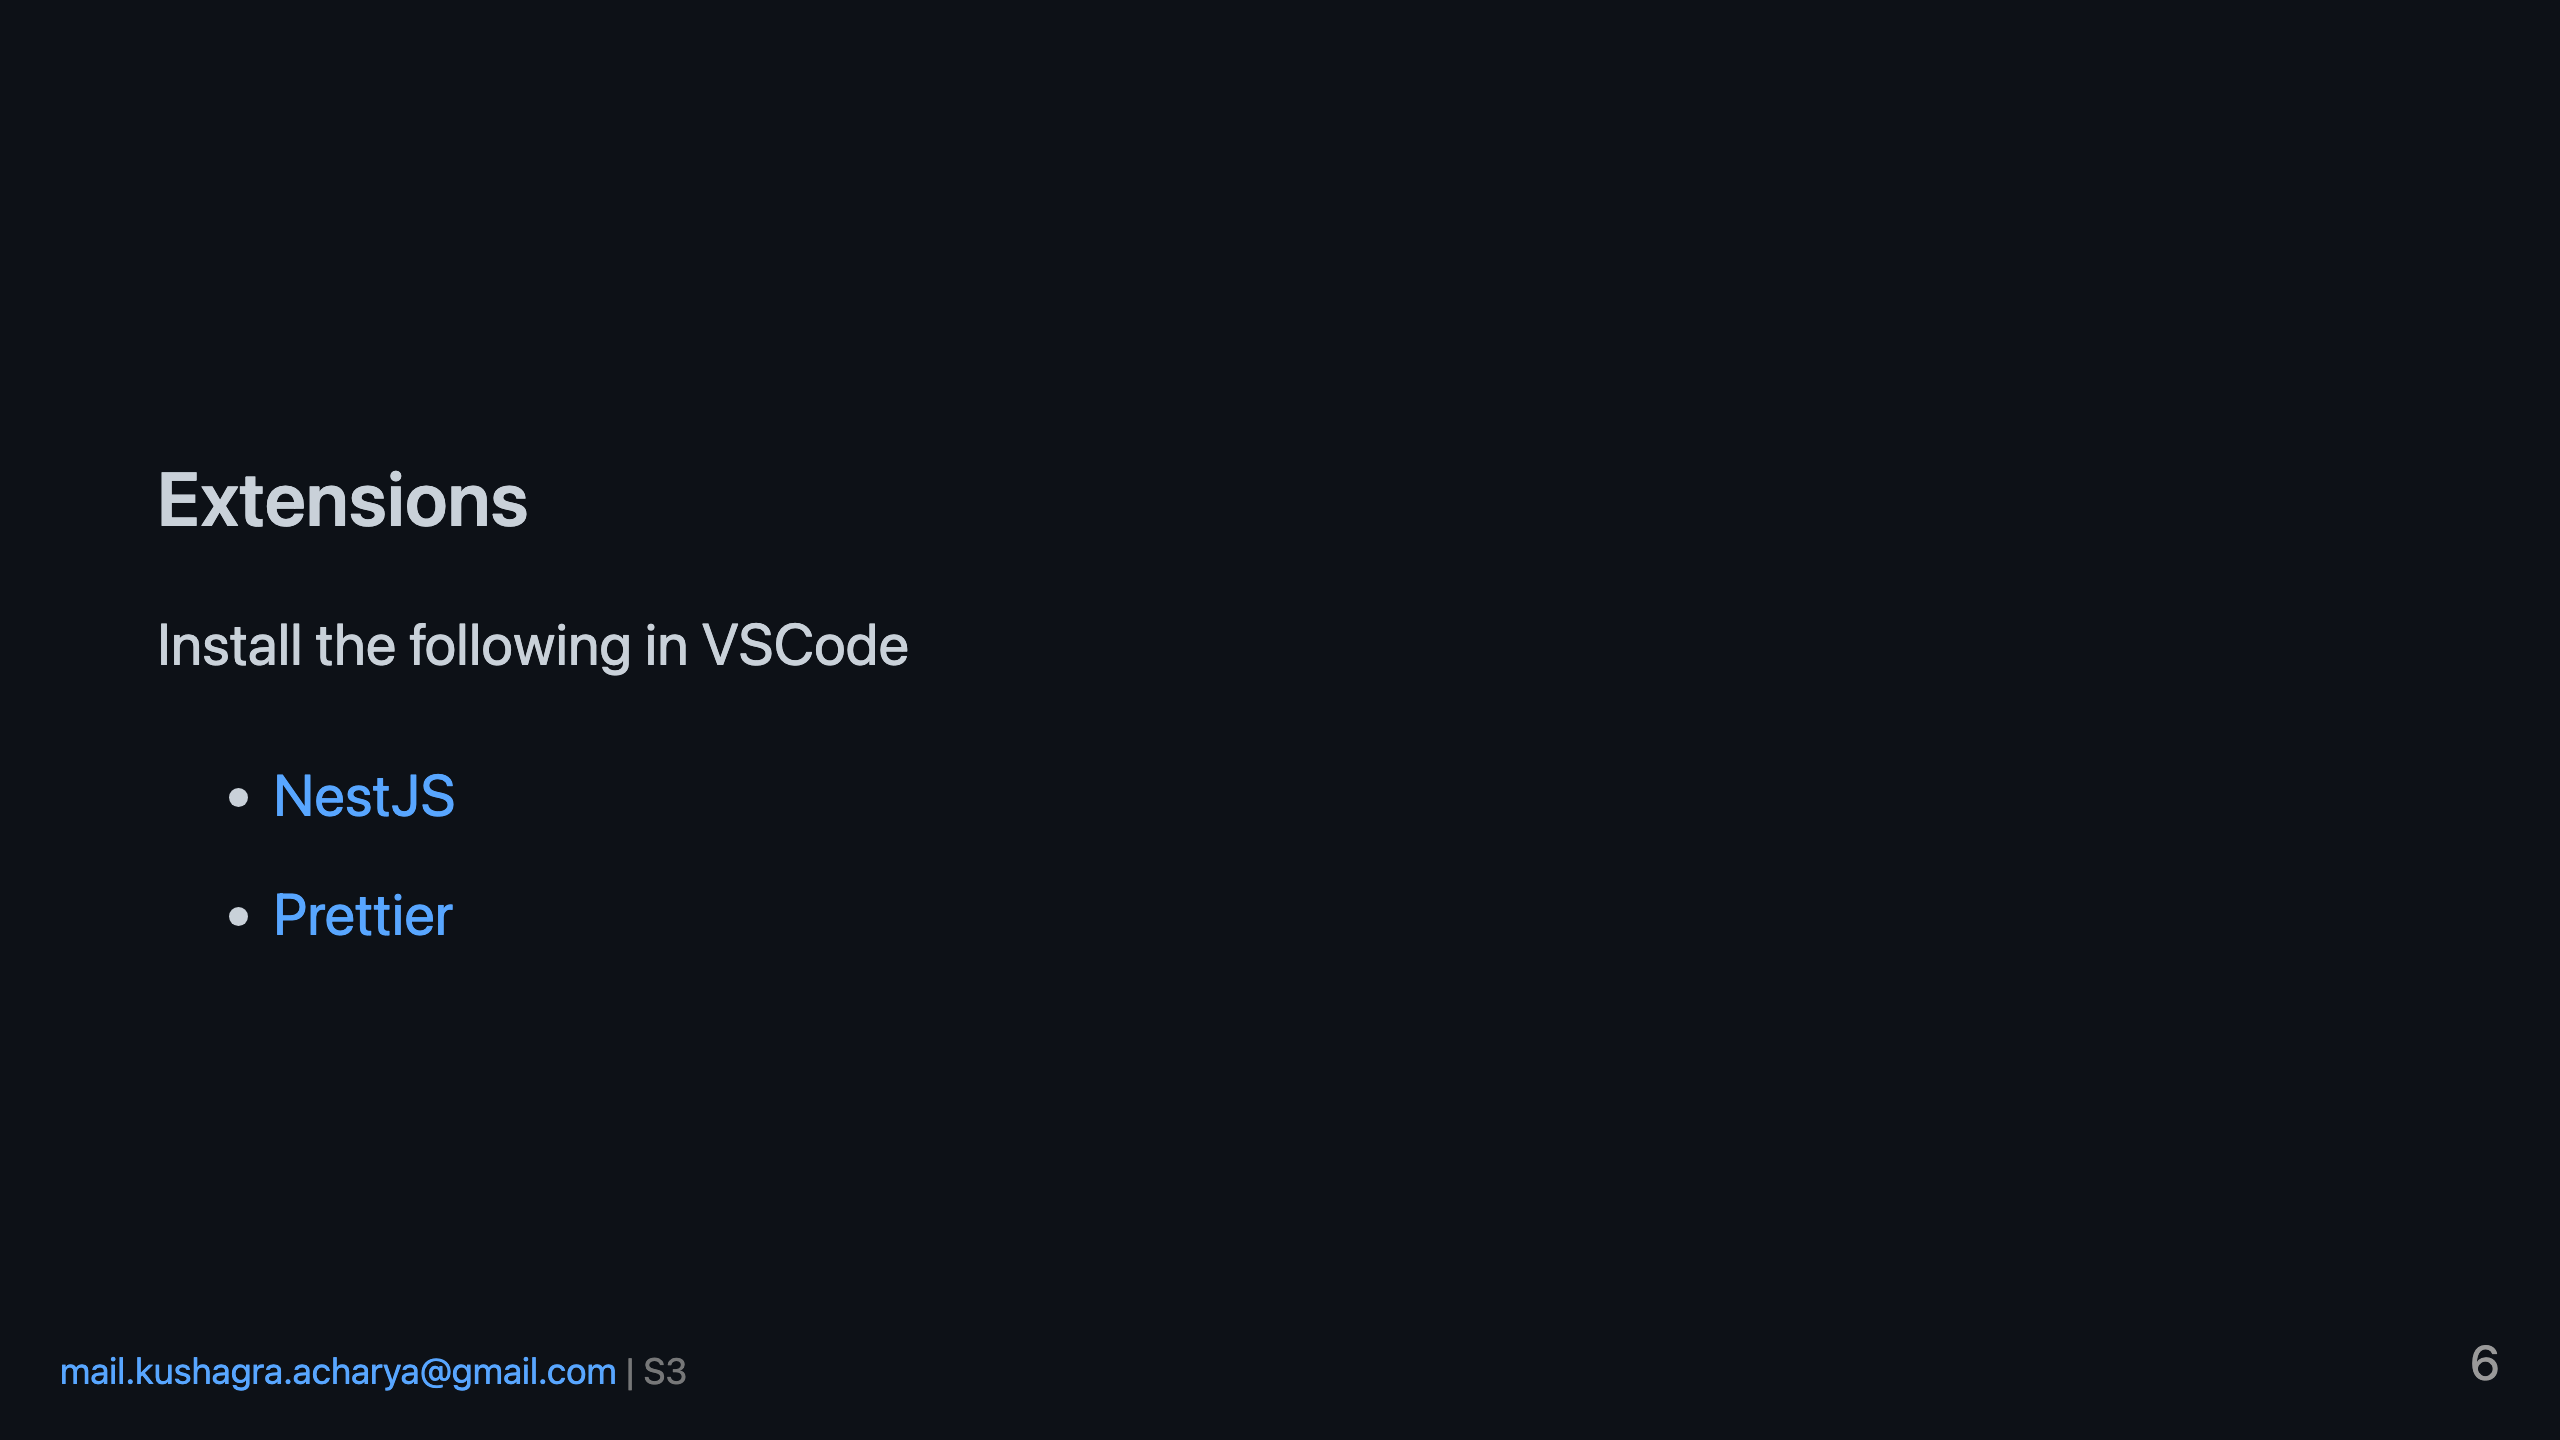 Extensions
Install the following in VSCode
• NestJS
• Prettier
mail.kushagra.acharya@gmail.com | S3
6